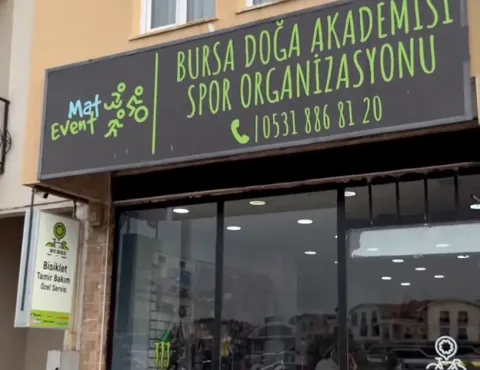 BURSA DOĞA AKADEMİSİ
SPOR ORGANİZASYONU
0531 886 81 20
Mat
Event
Bisiklet
Tamir Bakım
Özel Servis